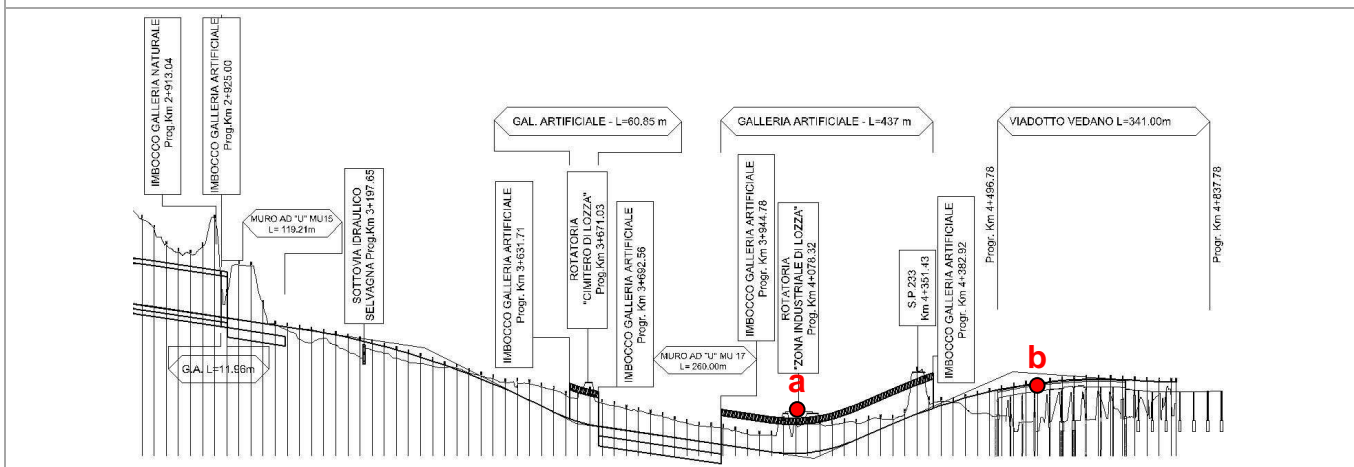 IMBOCCO GALLERIA NATURALE
Prog.Km 2+913.04
IMBOCCO GALLERIA ARTIFICIALE
Prog.Km 2+925.00
MURO AD "U" MU15
L= 119.21m
G.A. L=11.96m
SOTTOVIA IDRAULICO
SELVAGNA Prog.Km 3+197.65
GAL. ARTIFICIALE - L=60.85 m
IMBOCCO GALLERIA ARTIFICIALE
Progr. Km 3+631.71
ROTATORIA
"CIMITERO DI LOZZA"
Prog.Km 3+671.03
IMBOCCO GALLERIA ARTIFICIALE
Progr. Km 3+692.56
MURO AD "U" MU 17
L= 260.00m
GALLERIA ARTIFICIALE - L=437 m
IMBOCCO GALLERIA ARTIFICIALE
Progr. Km 3+944.78
ROTATORIA
"ZONA INDUSTRIALE DI LOZZA"
Prog. Km 4+078.32
a
S.P.233
Km 4+351.43
IMBOCCO GALLERIA ARTIFICIALE
Progr. Km 4+382.92
VIADOTTO VEDANO L=341.00m
Progr. Km 4+496.78
Progr. Km 4+837.78
b